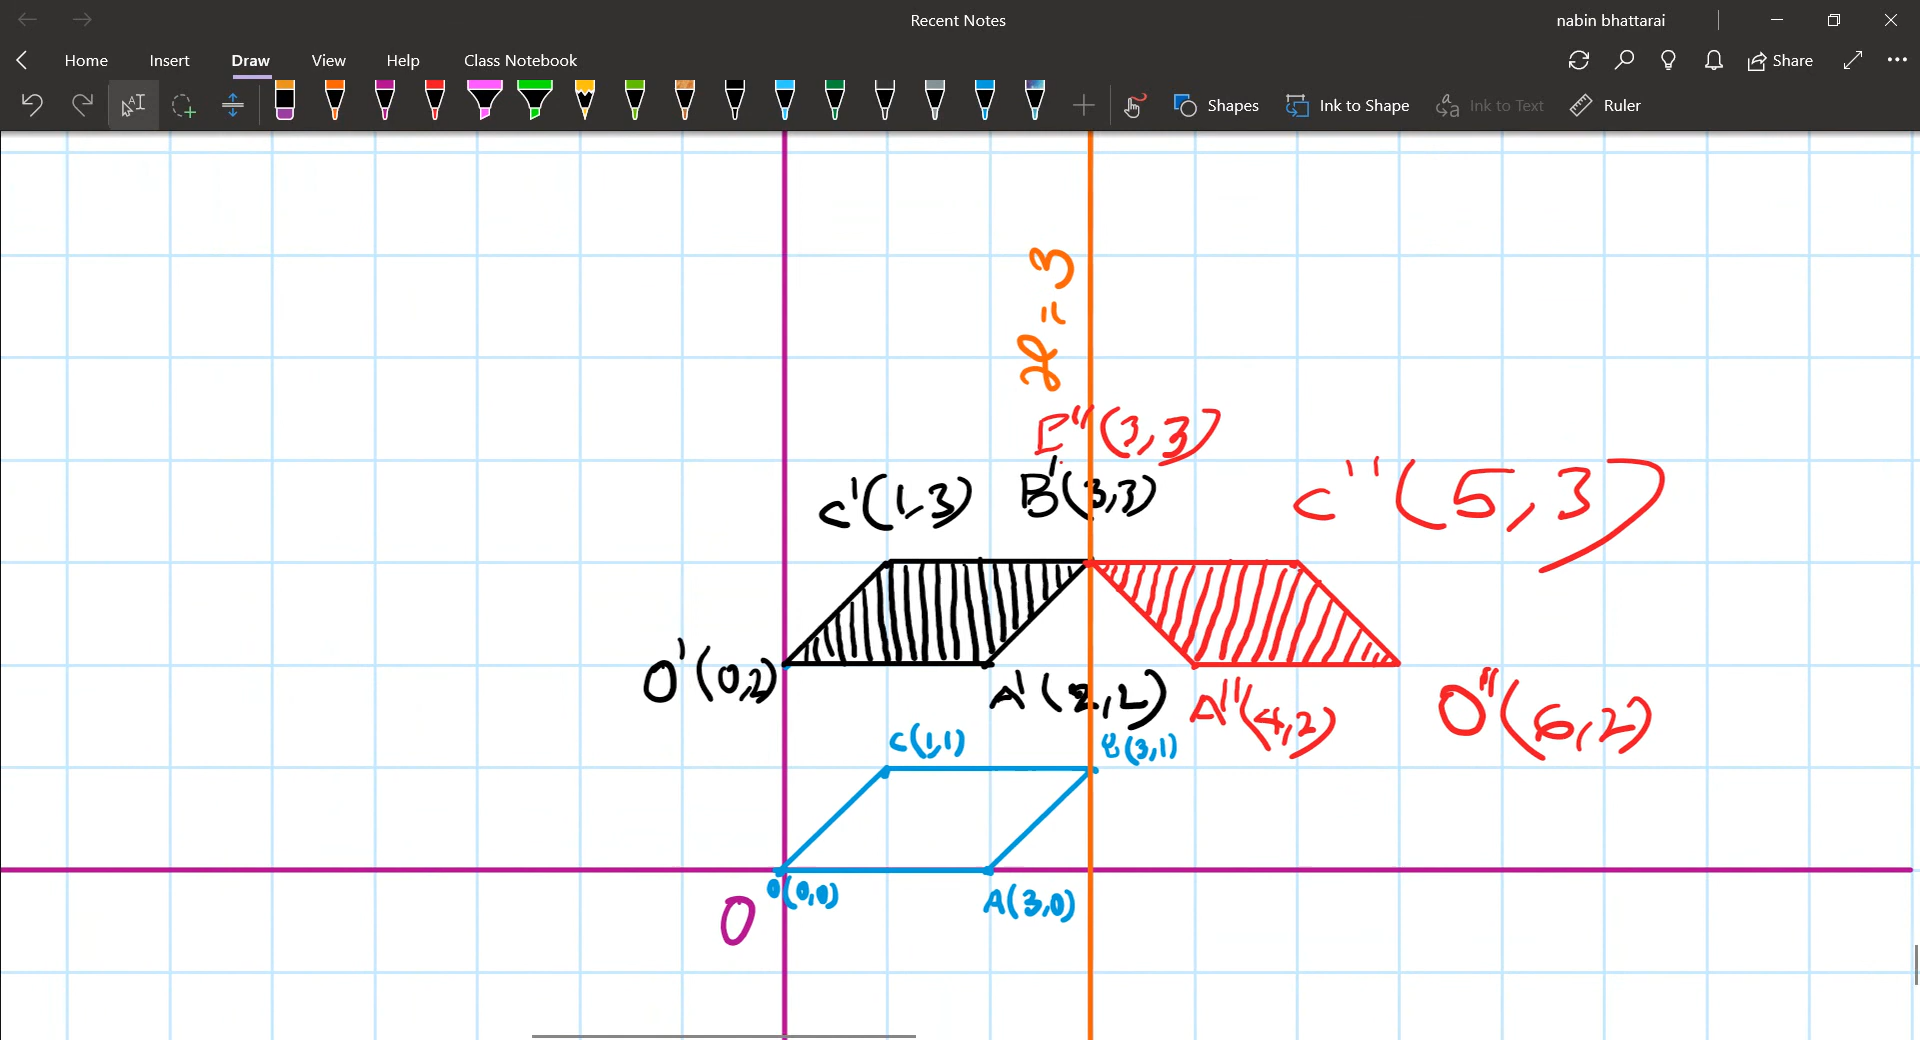 Recent Notes
nabin bhattarai
Home Insert Draw View Help Class Notebook
Share
Shapes Ink to Shape Ink to Text Ruler
x = 3
B"(3,3)
C'(1,3) B'(3,3) C"(5,3)
O'(0,2) A'(2,2) A"(4,2) O"(6,2)
C(1,1) B(3,1)
O(0,0) A(3,0)
O